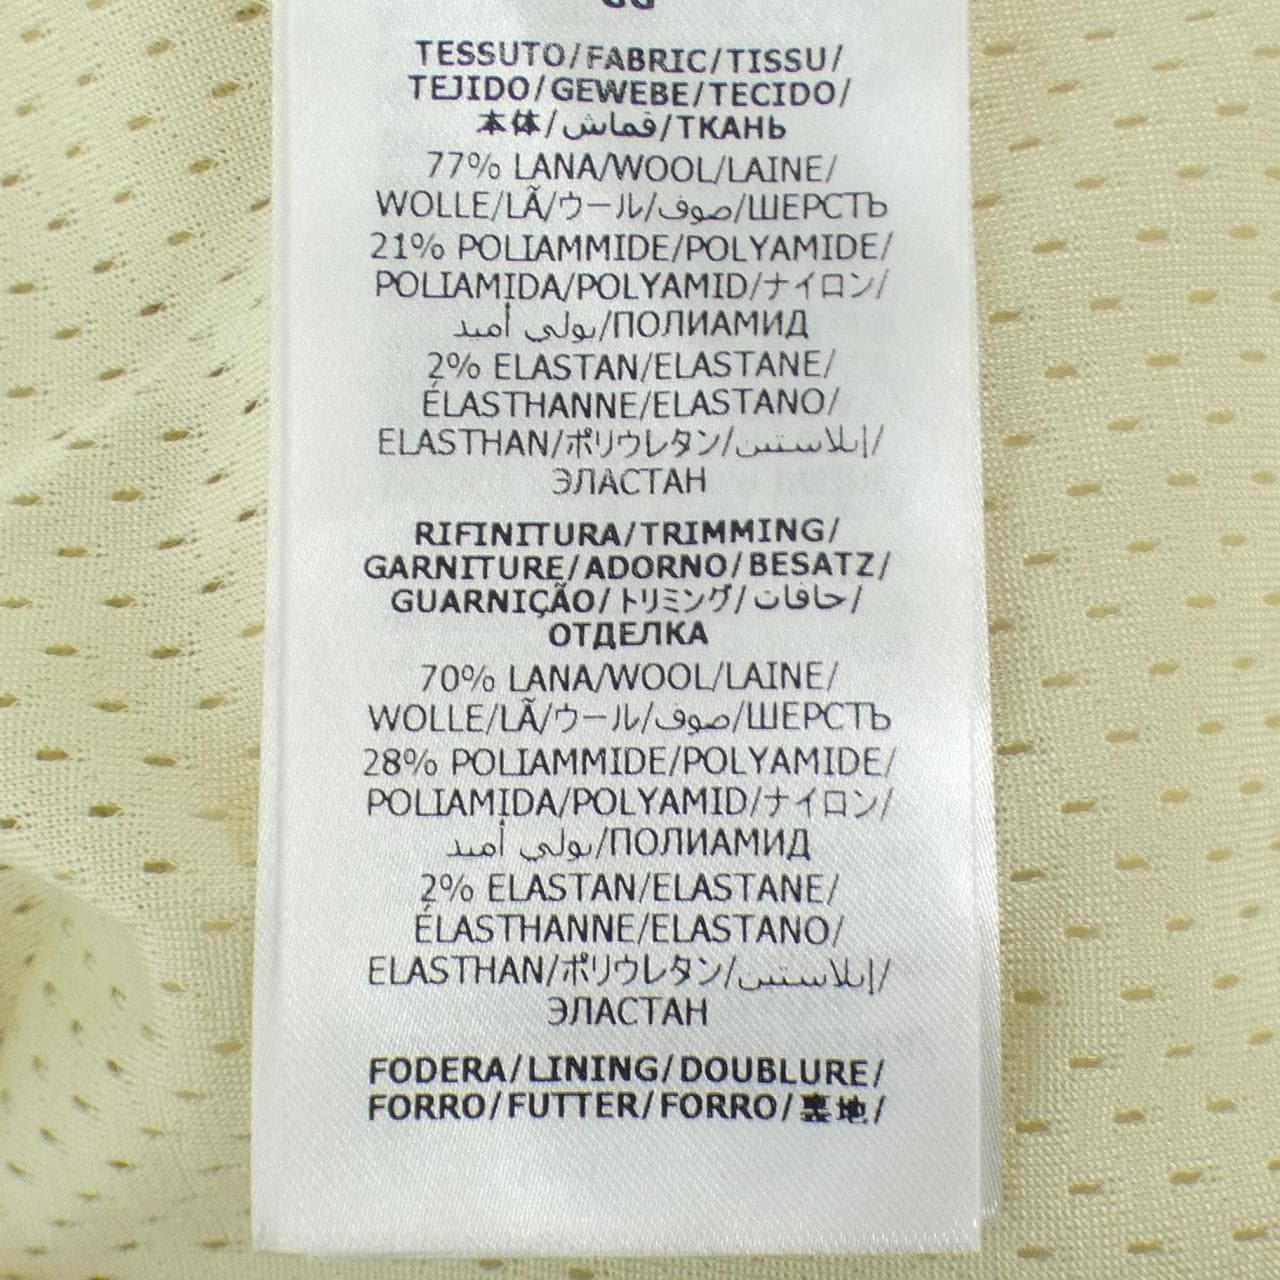 TESSUTO/FABRIC/TISSU/
TEJIDO/GEWEBE/TECIDO/
本体/قماش/ТКАНЬ
77% LANA/WOOL/LAINE/
WOLLE/LÃ/ウール/صوف/ШЕРСТЬ
21% POLIAMMIDE/POLYAMIDE/
POLIAMIDA/POLYAMID/ナイロン/
بولي أميد/ПОЛИАМИД
2% ELASTAN/ELASTANE/
ÉLASTHANNE/ELASTANO/
ELASTHAN/ポリウレタン/إيلاستين/
ЭЛАСТАН
RIFINITURA/TRIMMING/
GARNITURE/ADORNO/BESATZ/
GUARNIÇÃO/トリミング/حافات/
ОТДЕЛКА
70% LANA/WOOL/LAINE/
WOLLE/LÃ/ウール/صوف/ШЕРСТЬ
28% POLIAMMIDE/POLYAMIDE/
POLIAMIDA/POLYAMID/ナイロン/
بولي أميد/ПОЛИАМИД
2% ELASTAN/ELASTANE/
ÉLASTHANNE/ELASTANO/
ELASTHAN/ポリウレタン/إيلاستين/
ЭЛАСТАН
FODERA/LINING/DOUBLURE/
FORRO/FUTTER/FORRO/裏地/